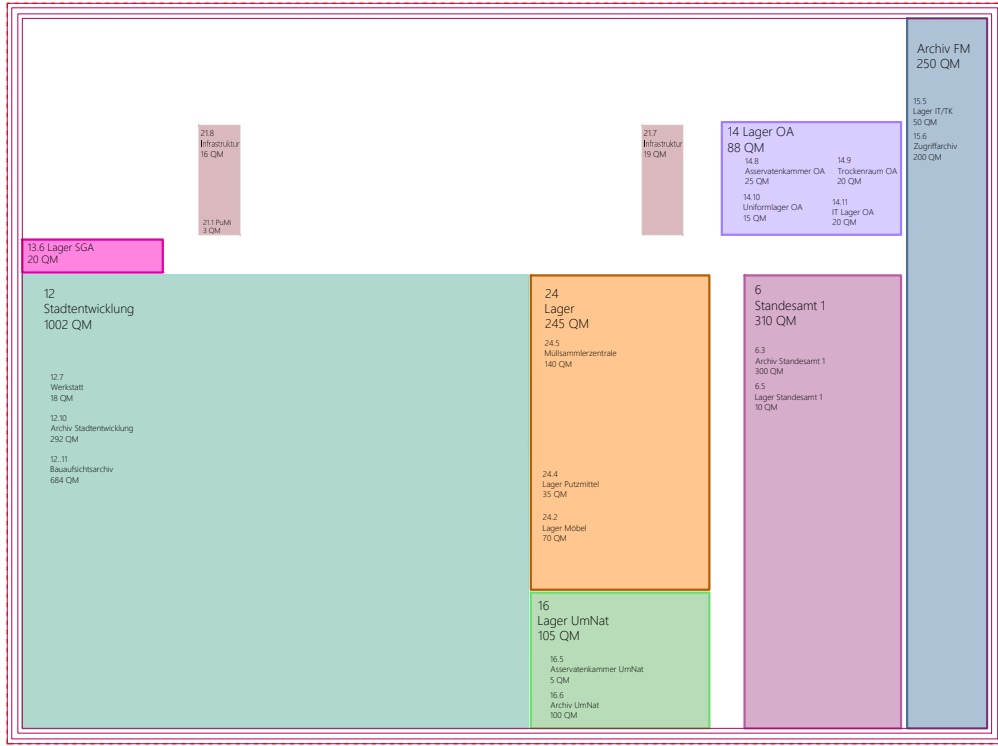 Archiv FM
250 QM
15.5
Lager IT/TK
50 QM
15.6
Zugriffarchiv
200 QM
21.8
Infrastruktur
16 QM
21.1 PuMi
3 QM
21.7
Infrastruktur
19 QM
14 Lager OA
88 QM
14.8
Asservatenkammer OA
25 QM
14.9
Trockenraum OA
20 QM
14.10
Uniformlager OA
15 QM
14.11
IT Lager OA
20 QM
13.6 Lager SGA
20 QM
12
Stadtentwicklung
1002 QM
12.7
Werkstatt
18 QM
12.10
Archiv Stadtentwicklung
292 QM
12..11
Bauaufsichtsarchiv
684 QM
24
Lager
245 QM
24.5
Müllsammlerzentrale
140 QM
24.4
Lager Putzmittel
35 QM
24.2
Lager Möbel
70 QM
16
Lager UmNat
105 QM
16.5
Asservatenkammer UmNat
5 QM
16.6
Archiv UmNat
100 QM
6
Standesamt 1
310 QM
6.3
Archiv Standesamt 1
300 QM
6.5
Lager Standesamt 1
10 QM